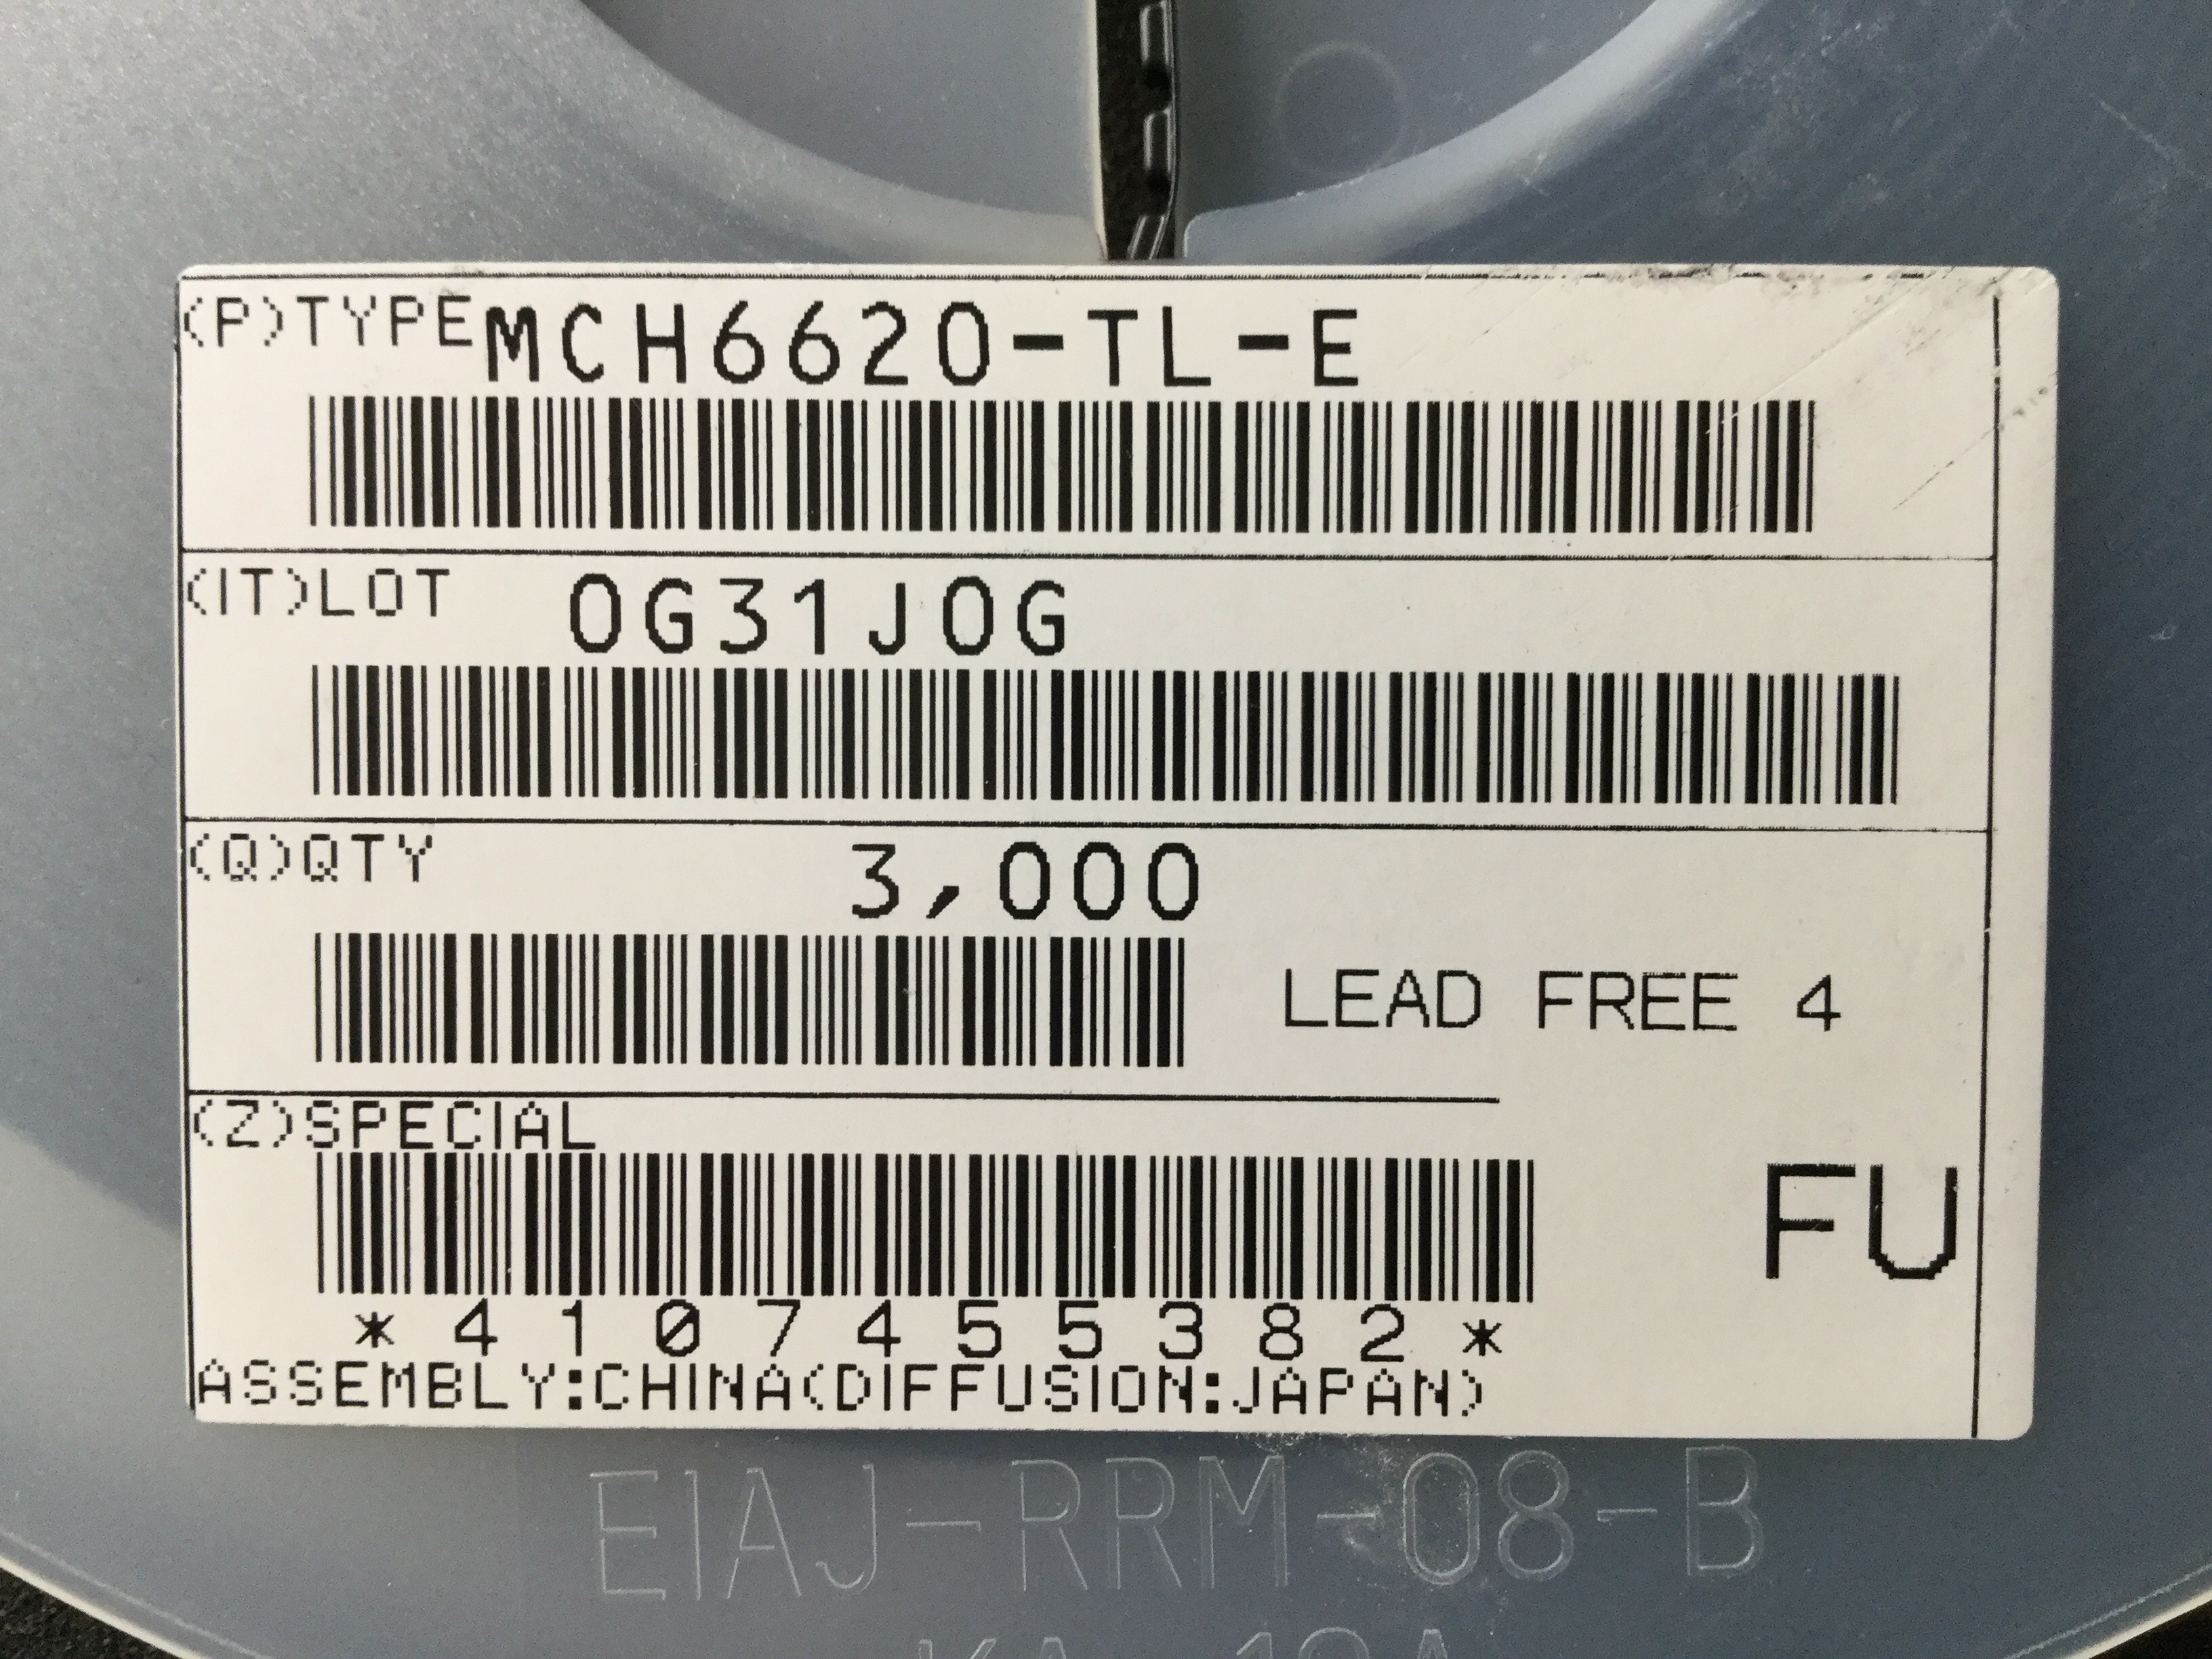 (P)TYPE MCH6620-TL-E
(IT)LOT 0G31J0G
(Q)QTY 3,000
LEAD FREE 4
(Z)SPECIAL
FU
*4107455382*
ASSEMBLY:CHINA(DIFFUSION:JAPAN)
EIAJ-RRM-08-B